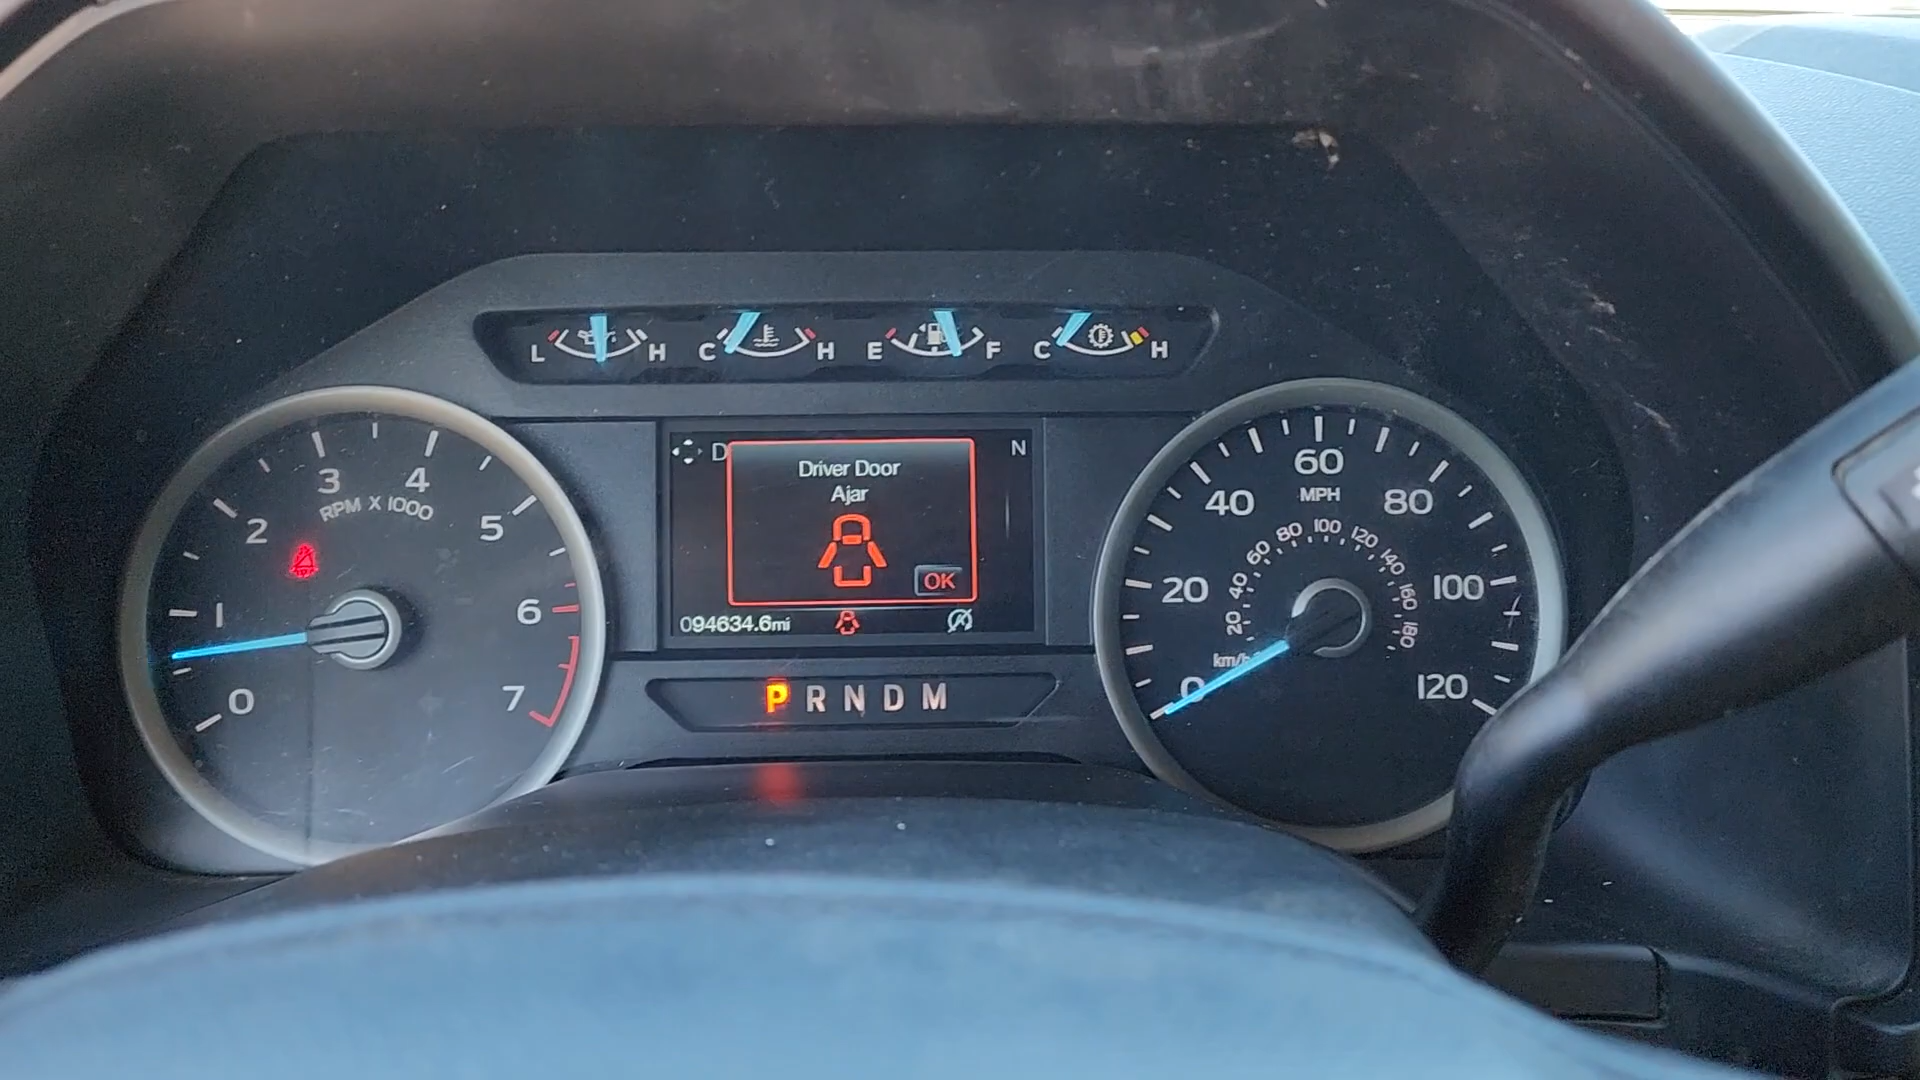 L H C H E F C H
3 4
RPM X 1000
2 5
1 6
0 7
D N
Driver Door
Ajar
OK
094634.6mi
P R N D M
0 20 40 60 80 100 120
MPH
20 40 60 80 100 120 140 160 180
km/h